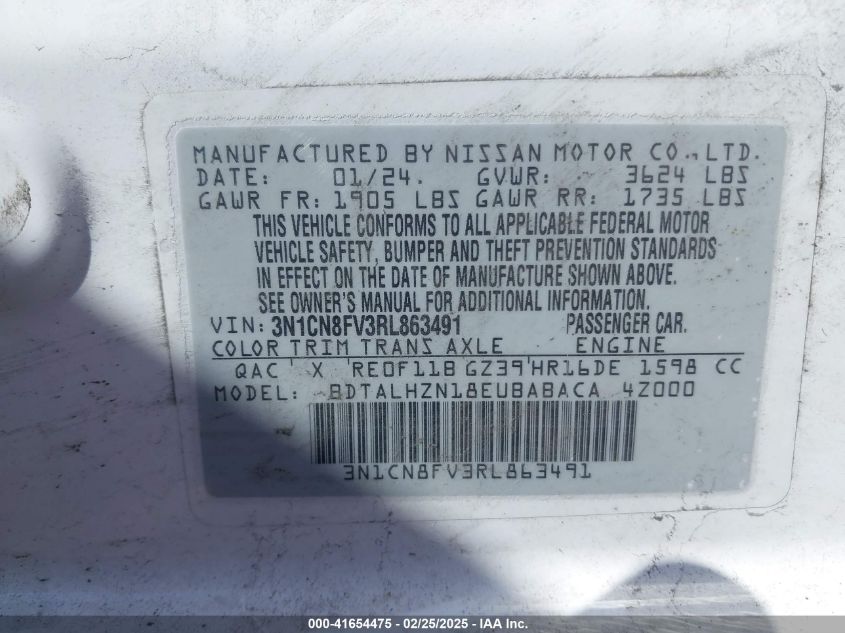 MANUFACTURED BY NISSAN MOTOR CO.,LTD.
DATE: 01/24. GVWR: 3624 LBS
GAWR FR: 1905 LBS GAWR RR: 1735 LBS
THIS VEHICLE CONFORMS TO ALL APPLICABLE FEDERAL MOTOR
VEHICLE SAFETY, BUMPER AND THEFT PREVENTION STANDARDS
IN EFFECT ON THE DATE OF MANUFACTURE SHOWN ABOVE.
SEE OWNER'S MANUAL FOR ADDITIONAL INFORMATION.
VIN: 3N1CN8FV3RL863491 PASSENGER CAR.
COLOR TRIM TRANS AXLE ENGINE
QAC X RE0F11B GZ39 HR16DE 1598 CC
MODEL: BDTALHZN18EUBABACA 4Z000
3N1CN8FV3RL863491
000-41654475 - 02/25/2025 - IAA Inc.